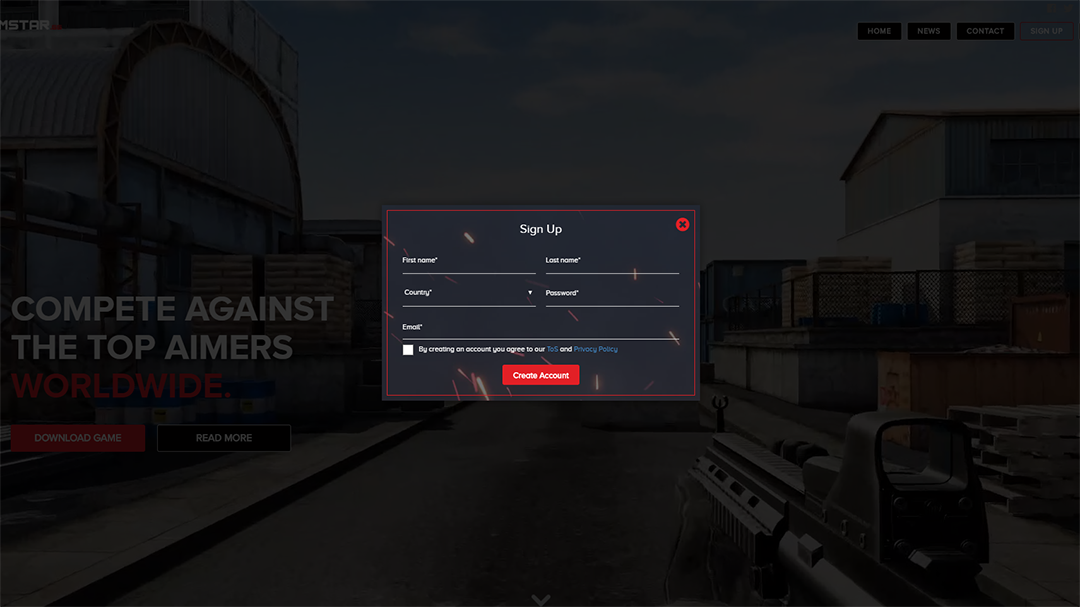 MSTAR
HOME NEWS CONTACT SIGN UP
Sign Up
First name* Last name*
Country* Password*
Email*
By creating an account you agree to our ToS and Privacy Policy
Create Account
COMPETE AGAINST
THE TOP AIMERS
WORLDWIDE.
DOWNLOAD GAME READ MORE